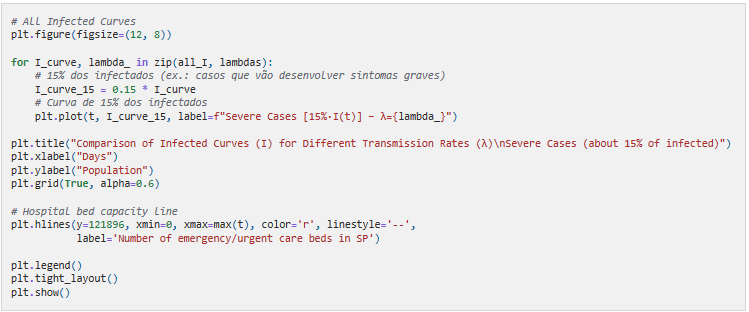 # All Infected Curves
plt.figure(figsize=(12, 8))

for I_curve, lambda_ in zip(all_I, lambdas):
    # 15% dos infectados (ex.: casos que vão desenvolver sintomas graves)
    I_curve_15 = 0.15 * I_curve
    # Curva de 15% dos infectados
    plt.plot(t, I_curve_15, label=f"Severe Cases [15%·I(t)] – λ={lambda_}")

plt.title("Comparison of Infected Curves (I) for Different Transmission Rates (λ)\nSevere Cases (about 15% of infected)")
plt.xlabel("Days")
plt.ylabel("Population")
plt.grid(True, alpha=0.6)

# Hospital bed capacity line
plt.hlines(y=121896, xmin=0, xmax=max(t), color='r', linestyle='--',
           label='Number of emergency/urgent care beds in SP')

plt.legend()
plt.tight_layout()
plt.show()